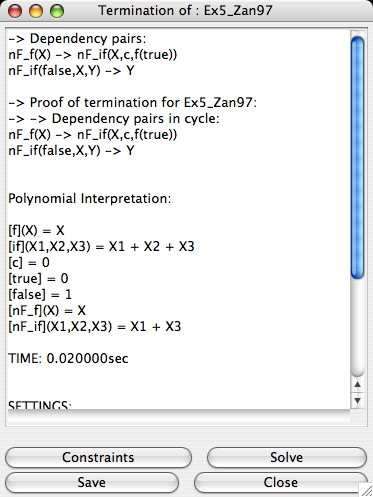 Termination of : Ex5_Zan97
-> Dependency pairs:
nF_f(X) -> nF_if(X,c,f(true))
nF_if(false,X,Y) -> Y
-> Proof of termination for Ex5_Zan97:
-> -> Dependency pairs in cycle:
nF_f(X) -> nF_if(X,c,f(true))
nF_if(false,X,Y) -> Y
Polynomial Interpretation:
[f](X) = X
[if](X1,X2,X3) = X1 + X2 + X3
[c] = 0
[true] = 0
[false] = 1
[nF_f](X) = X
[nF_if](X1,X2,X3) = X1 + X3
TIME: 0.020000sec
SETTINGS:
Constraints
Solve
Save
Close